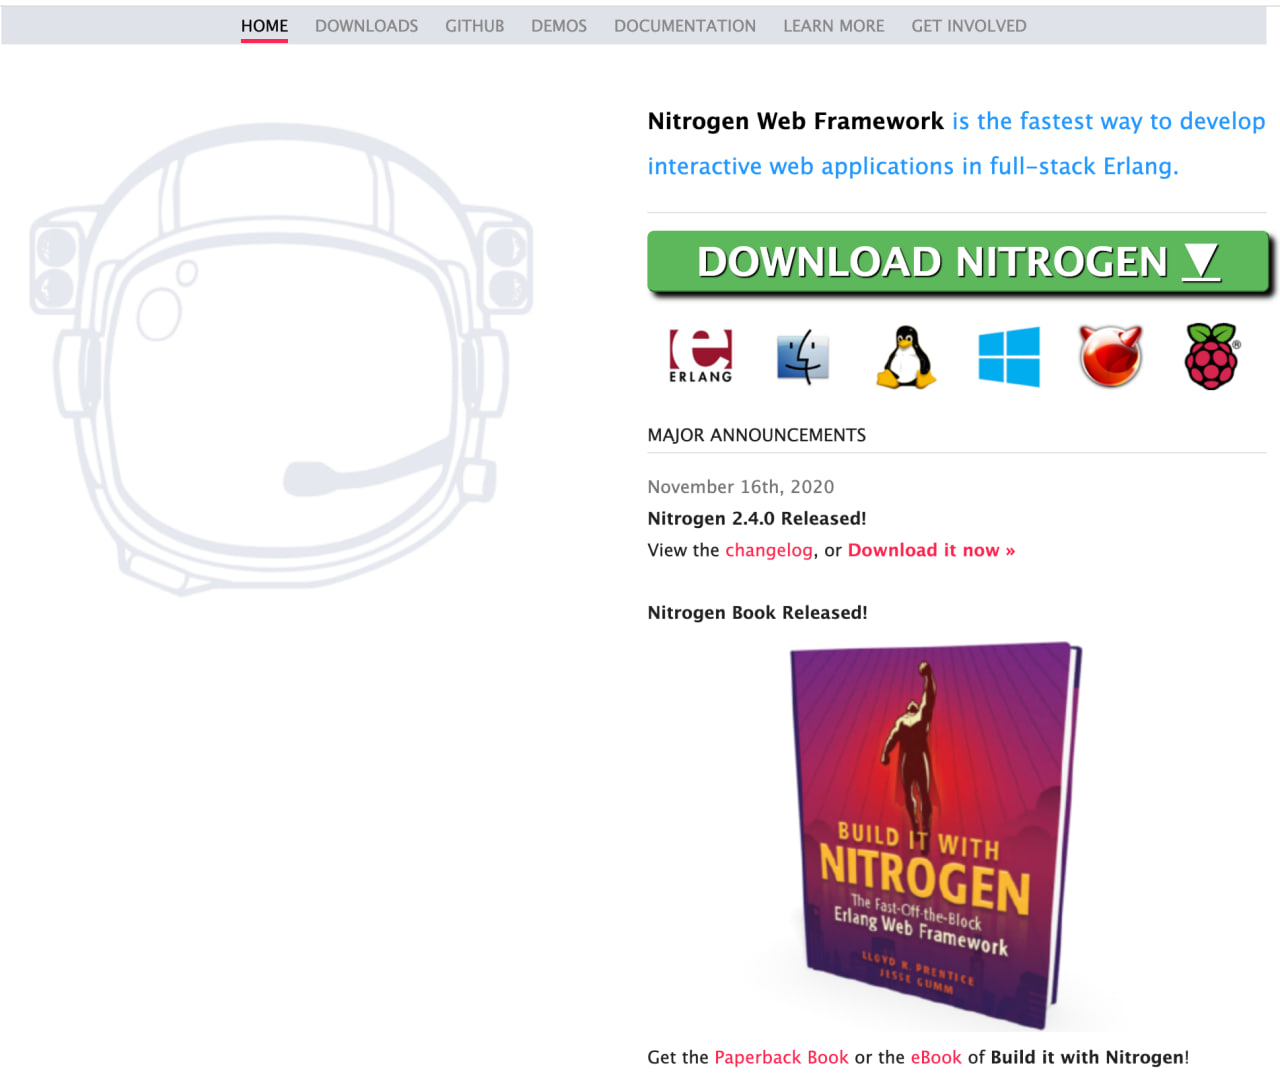 HOME DOWNLOADS GITHUB DEMOS DOCUMENTATION LEARN MORE GET INVOLVED
Nitrogen Web Framework is the fastest way to develop
interactive web applications in full-stack Erlang.
DOWNLOAD NITROGEN ▼
e
ERLANG
®
MAJOR ANNOUNCEMENTS
November 16th, 2020
Nitrogen 2.4.0 Released!
View the changelog, or Download it now »
Nitrogen Book Released!
BUILD IT WITH
NITROGEN
The Fast-Off-the-Block
Erlang Web Framework
LLOYD R. PRENTICE
JESSE GUMM
Get the Paperback Book or the eBook of Build it with Nitrogen!